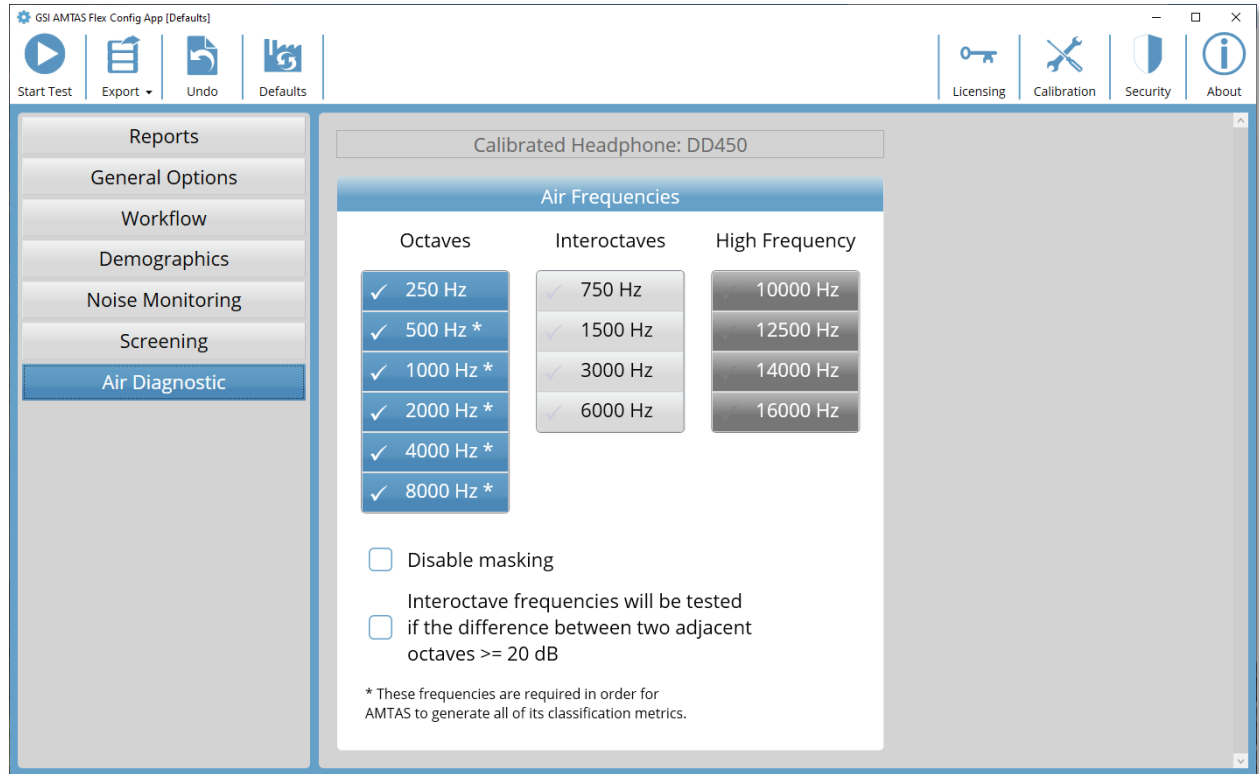 GSI AMTAS Flex Config App [Defaults]
Start Test
Export
Undo
Defaults
Licensing
Calibration
Security
About
Reports
General Options
Workflow
Demographics
Noise Monitoring
Screening
Air Diagnostic
Calibrated Headphone: DD450
Air Frequencies
Octaves
Interoctaves
High Frequency
250 Hz
750 Hz
10000 Hz
500 Hz *
1500 Hz
12500 Hz
1000 Hz *
3000 Hz
14000 Hz
2000 Hz *
6000 Hz
16000 Hz
4000 Hz *
8000 Hz *
Disable masking
Interoctave frequencies will be tested
if the difference between two adjacent
octaves >= 20 dB
* These frequencies are required in order for
AMTAS to generate all of its classification metrics.